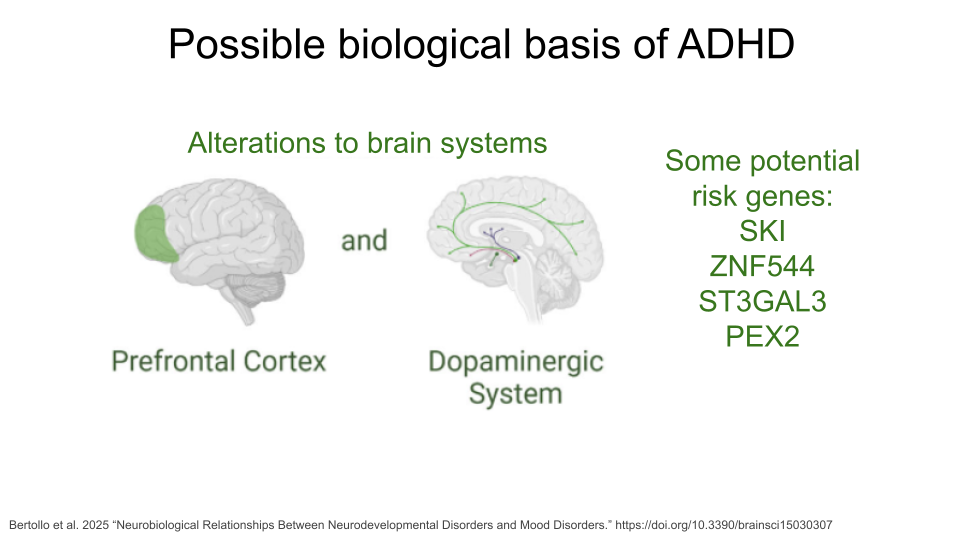 Possible biological basis of ADHD
Alterations to brain systems
and
Prefrontal Cortex
Dopaminergic
System
Some potential
risk genes:
SKI
ZNF544
ST3GAL3
PEX2
Bertollo et al. 2025 “Neurobiological Relationships Between Neurodevelopmental Disorders and Mood Disorders.” https://doi.org/10.3390/brainsci15030307